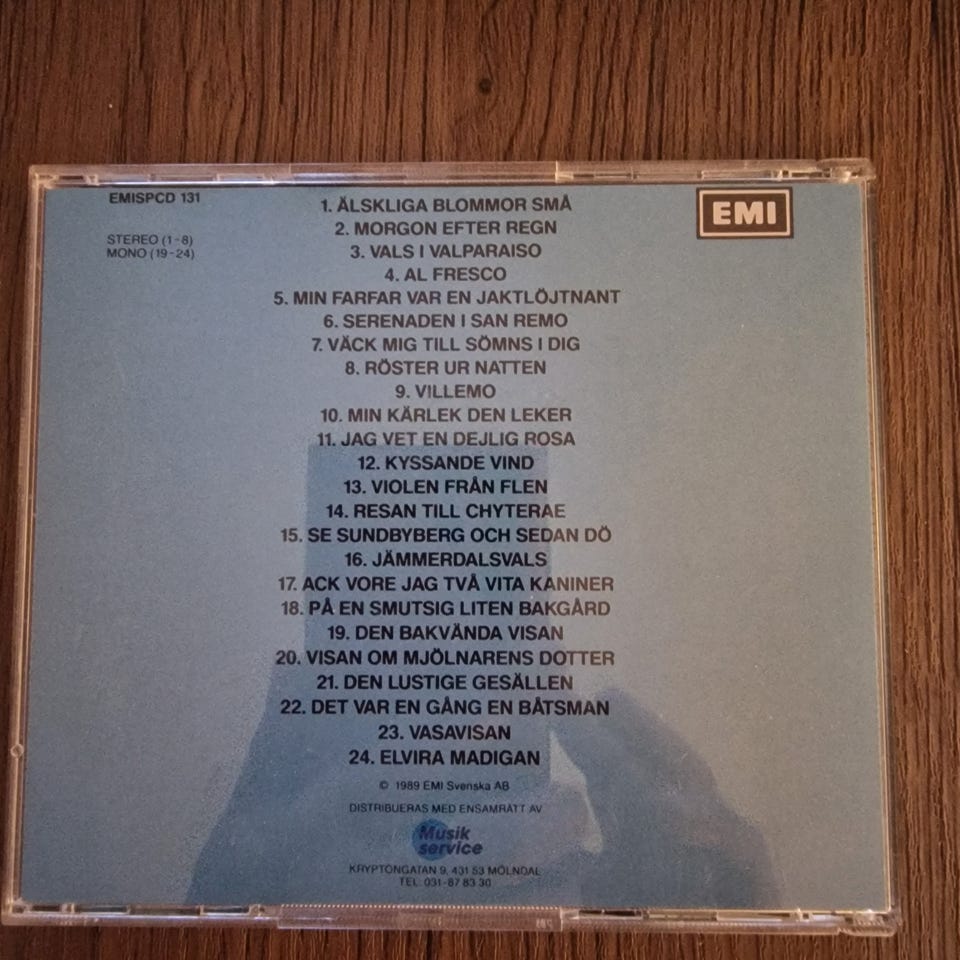 EMISPCD 131
STEREO (1-8)
MONO (19-24)
EMI
1. ÄLSKLIGA BLOMMOR SMÅ
2. MORGON EFTER REGN
3. VALS I VALPARAISO
4. AL FRESCO
5. MIN FARFAR VAR EN JAKTLÖJTNANT
6. SERENADEN I SAN REMO
7. VÄCK MIG TILL SÖMNS I DIG
8. RÖSTER UR NATTEN
9. VILLEMO
10. MIN KÄRLEK DEN LEKER
11. JAG VET EN DEJLIG ROSA
12. KYSSANDE VIND
13. VIOLEN FRÅN FLEN
14. RESAN TILL CHYTERAE
15. SE SUNDBYBERG OCH SEDAN DÖ
16. JÄMMERDALSVALS
17. ACK VORE JAG TVÅ VITA KANINER
18. PÅ EN SMUTSIG LITEN BAKGÅRD
19. DEN BAKVÄNDA VISAN
20. VISAN OM MJÖLNARENS DOTTER
21. DEN LUSTIGE GESÄLLEN
22. DET VAR EN GÅNG EN BÅTSMAN
23. VASAVISAN
24. ELVIRA MADIGAN
© 1989 EMI Svenska AB
DISTRIBUERAS MED ENSAMRÄTT AV
Musik
service
KRYPTONGATAN 9, 431 53 MÖLNDAL
TEL. 031-87 83 30